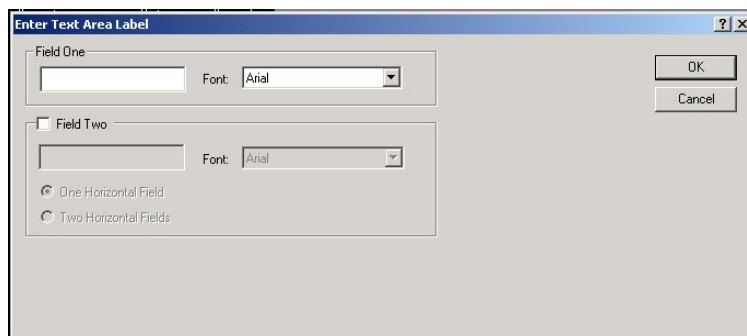 Enter Text Area Label
Field One
Font: Arial
OK
Cancel
Field Two
Font: Arial
One Horizontal Field
Two Horizontal Fields